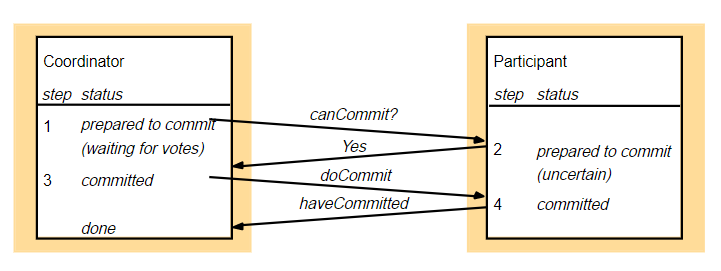 Coordinator
step status
1 prepared to commit
(waiting for votes)
3 committed
done
canCommit?
Yes
doCommit
haveCommitted
Participant
step status
2 prepared to commit
(uncertain)
4 committed